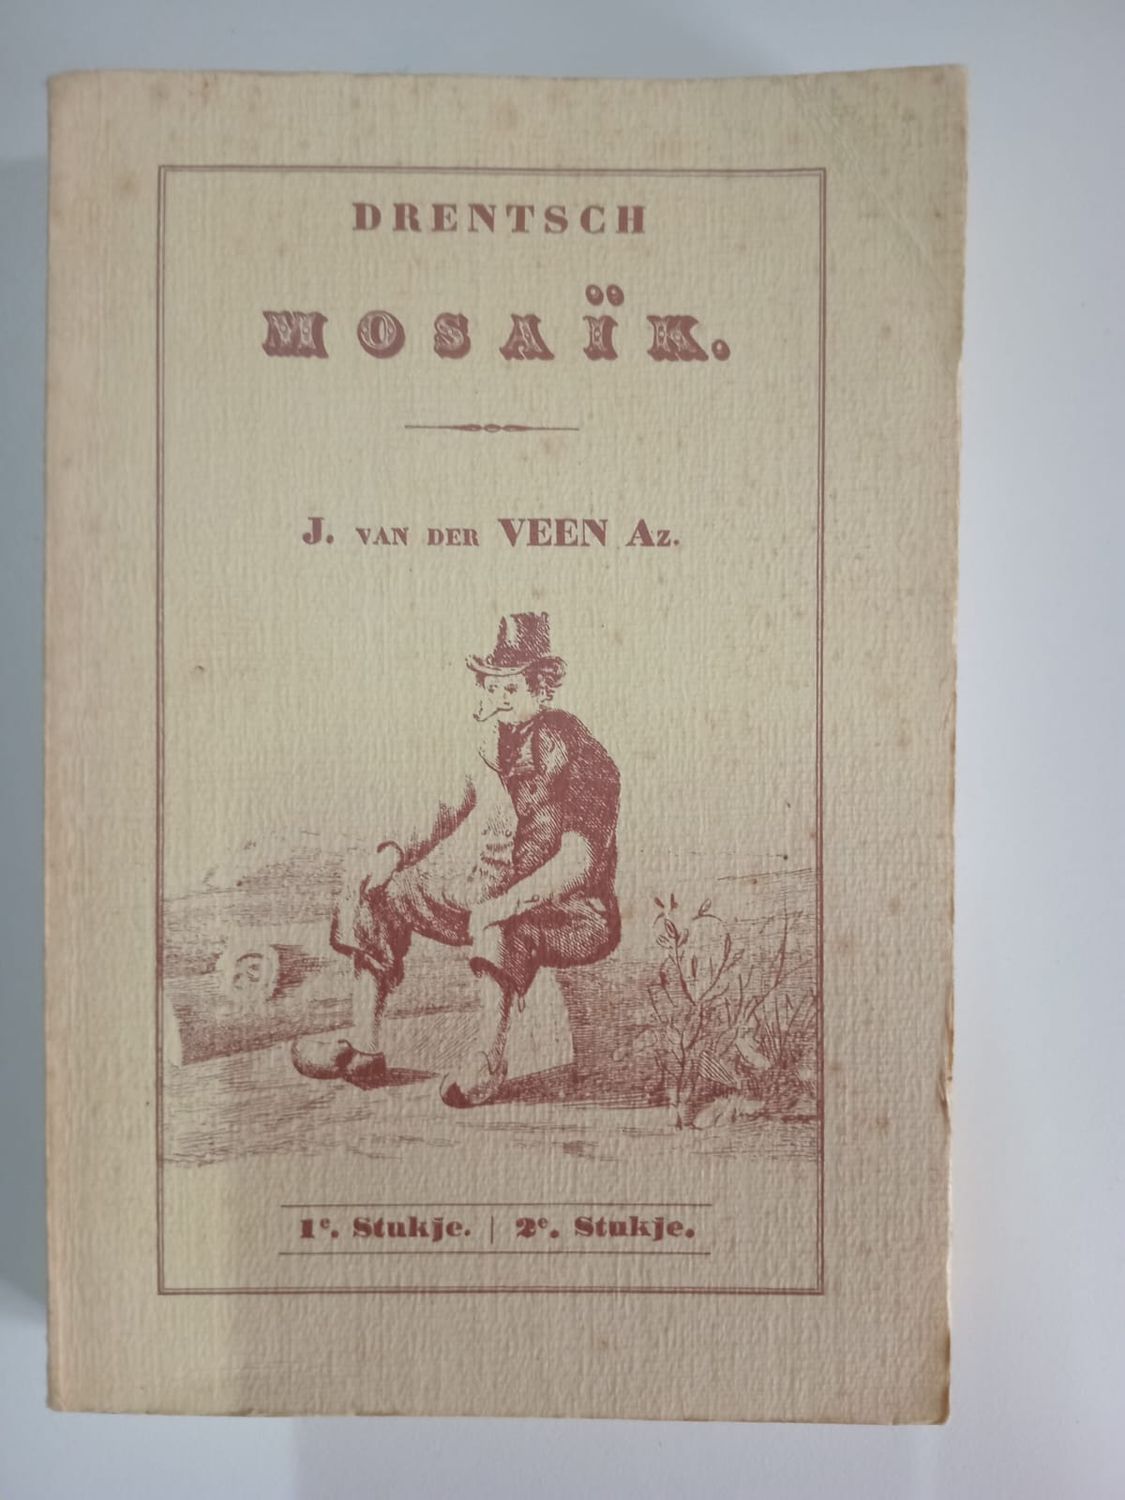 DRENTSCH
MOSAÏK.
J. VAN DER VEEN Az.
1e. Stukje. | 2e. Stukje.